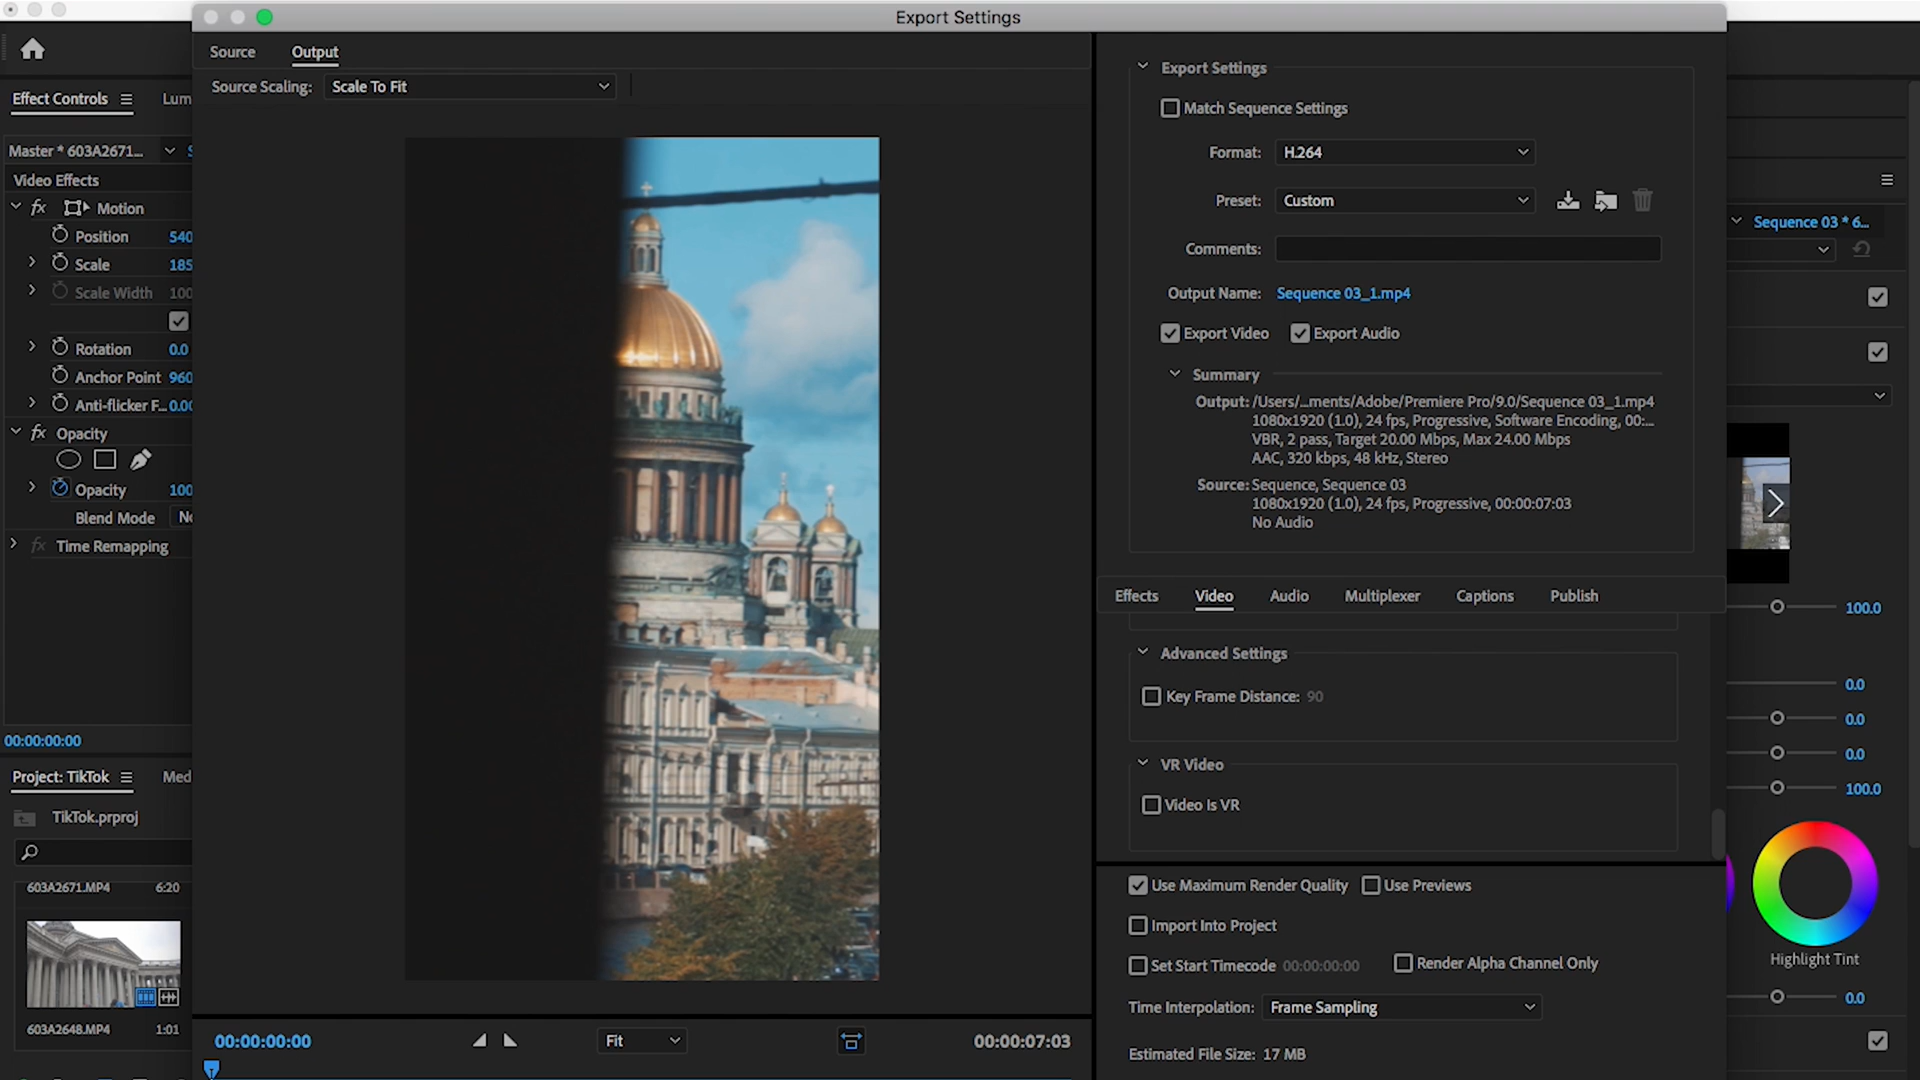 Export Settings
Source
Output
Source Scaling:
Scale To Fit
Effect Controls
Lum
Master * 603A2671...
Video Effects
fx
Motion
Position
540
Scale
185
Scale Width
100
Rotation
0.0
Anchor Point
960
Anti-flicker F...
0.00
fx
Opacity
Opacity
100
Blend Mode
No
fx
Time Remapping
00:00:00:00
Project: TikTok
Med
TikTok.prproj
603A2671.MP4
6:20
603A2648.MP4
1:01
00:00:00:00
Fit
00:00:07:03
Export Settings
Match Sequence Settings
Format:
H.264
Preset:
Custom
Comments:
Output Name:
Sequence 03_1.mp4
Export Video
Export Audio
Summary
Output: /Users/...ments/Adobe/Premiere Pro/9.0/Sequence 03_1.mp4
1080x1920 (1.0), 24 fps, Progressive, Software Encoding, 00:...
VBR, 2 pass, Target 20.00 Mbps, Max 24.00 Mbps
AAC, 320 kbps, 48 kHz, Stereo
Source: Sequence, Sequence 03
1080x1920 (1.0), 24 fps, Progressive, 00:00:07:03
No Audio
Effects
Video
Audio
Multiplexer
Captions
Publish
Advanced Settings
Key Frame Distance: 90
VR Video
Video Is VR
Use Maximum Render Quality
Use Previews
Import Into Project
Set Start Timecode 00:00:00:00
Render Alpha Channel Only
Time Interpolation:
Frame Sampling
Estimated File Size: 17 MB
Sequence 03 * 6...
100.0
0.0
0.0
0.0
100.0
Highlight Tint
0.0